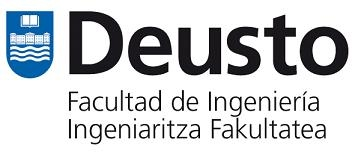 Deusto
Facultad de Ingeniería
Ingeniaritza Fakultatea